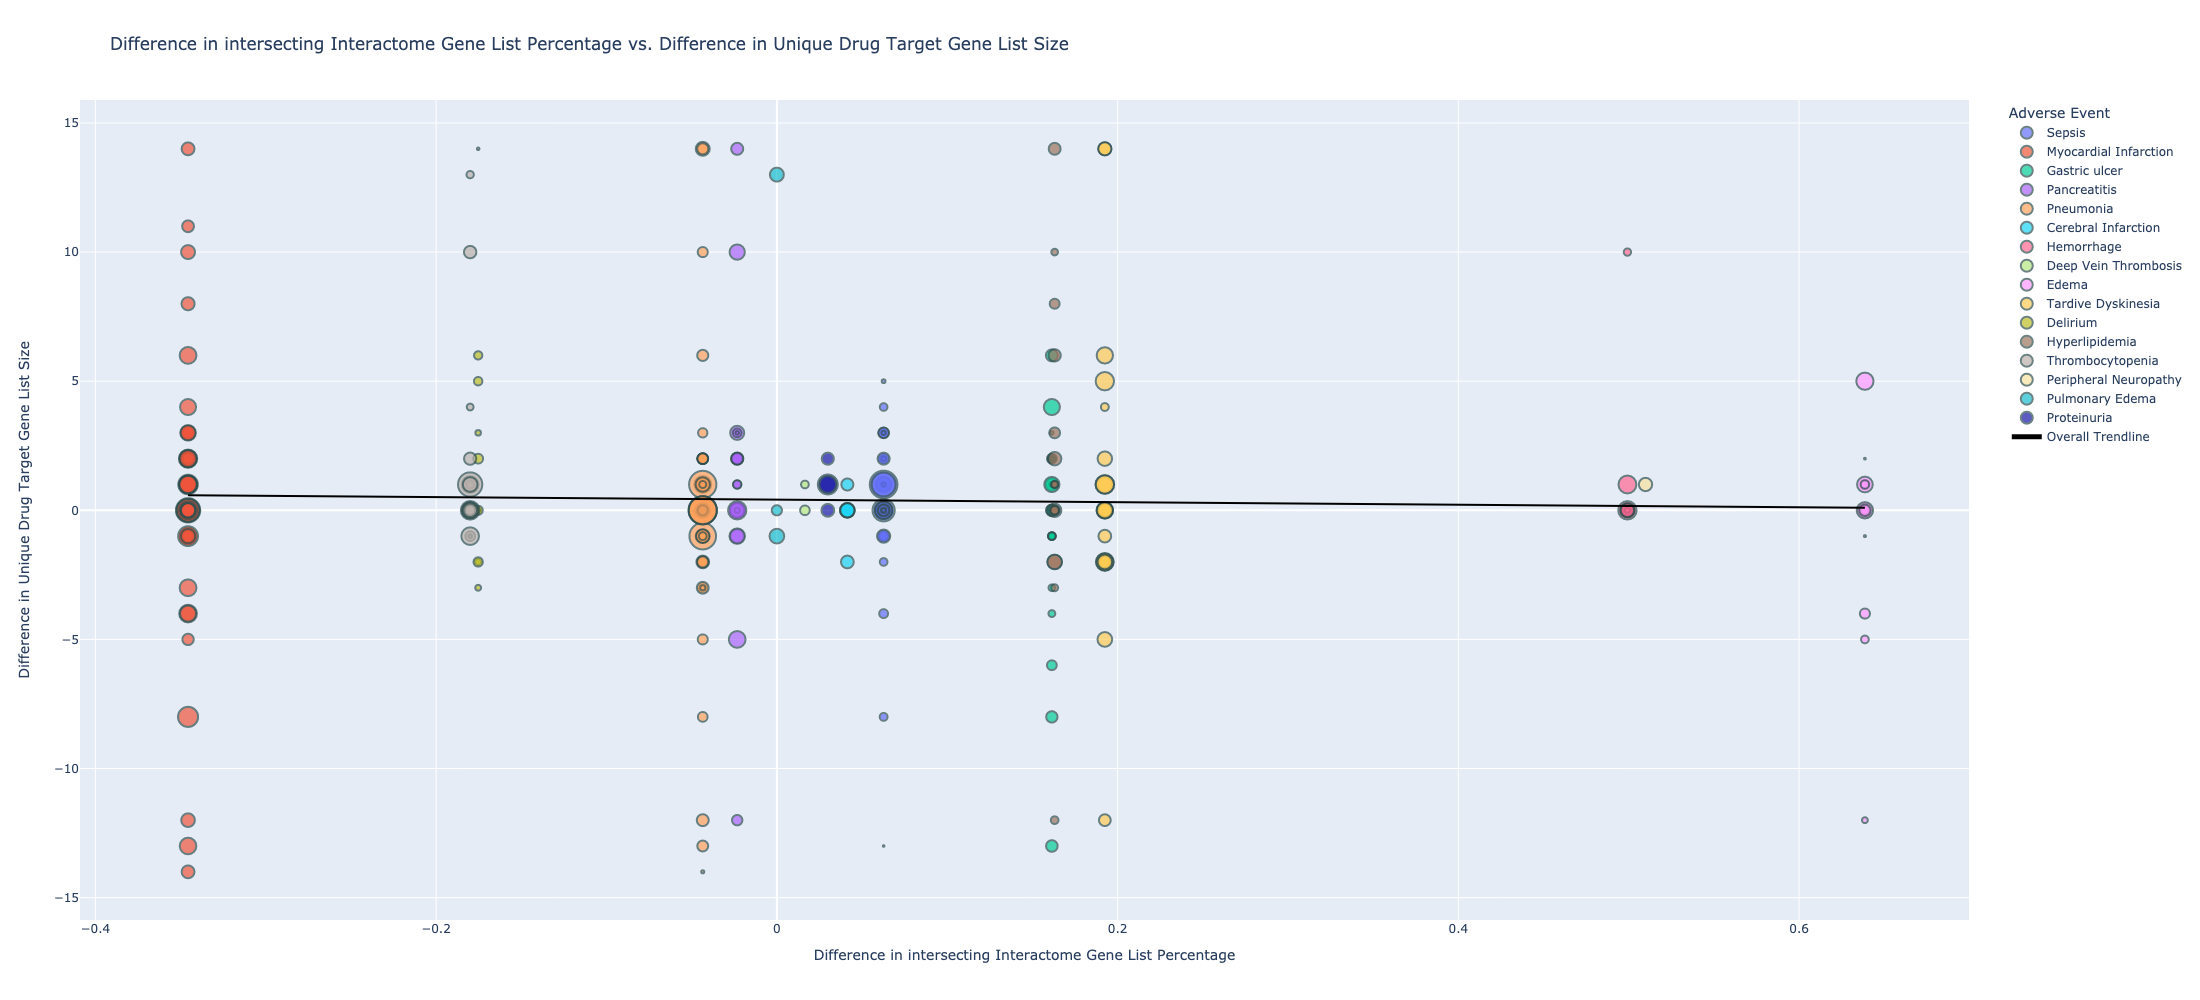 Difference in intersecting Interactome Gene List Percentage vs. Difference in Unique Drug Target Gene List Size
Difference in Unique Drug Target Gene List Size
15
10
5
0
−5
−10
−15
−0.4
−0.2
0
0.2
0.4
0.6
Difference in intersecting Interactome Gene List Percentage
Adverse Event
Sepsis
Myocardial Infarction
Gastric ulcer
Pancreatitis
Pneumonia
Cerebral Infarction
Hemorrhage
Deep Vein Thrombosis
Edema
Tardive Dyskinesia
Delirium
Hyperlipidemia
Thrombocytopenia
Peripheral Neuropathy
Pulmonary Edema
Proteinuria
Overall Trendline